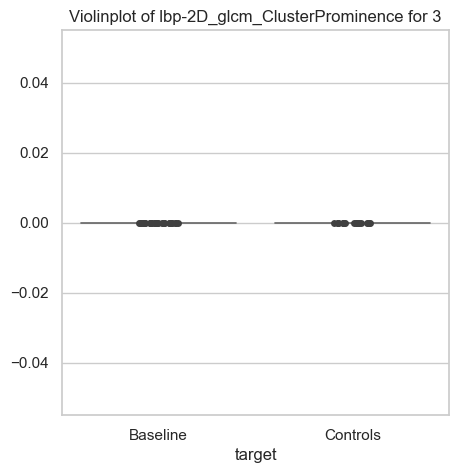 Violinplot of lbp-2D_glcm_ClusterProminence for 3
0.04
0.02
0.00
−0.02
−0.04
Baseline
Controls
target